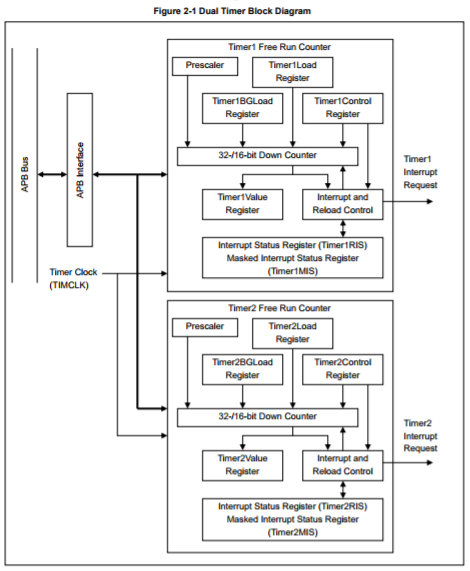 Figure 2-1 Dual Timer Block Diagram
APB Bus
APB Interface
Timer Clock
(TIMCLK)
Timer1 Free Run Counter
Prescaler
Timer1Load
Register
Timer1BGLoad
Register
Timer1Control
Register
32-/16-bit Down Counter
Timer1Value
Register
Interrupt and
Reload Control
Interrupt Status Register (Timer1RIS)
Masked Interrupt Status Register
(Timer1MIS)
Timer1
Interrupt
Request
Timer2 Free Run Counter
Prescaler
Timer2Load
Register
Timer2BGLoad
Register
Timer2Control
Register
32-/16-bit Down Counter
Timer2Value
Register
Interrupt and
Reload Control
Interrupt Status Register (Timer2RIS)
Masked Interrupt Status Register
(Timer2MIS)
Timer2
Interrupt
Request